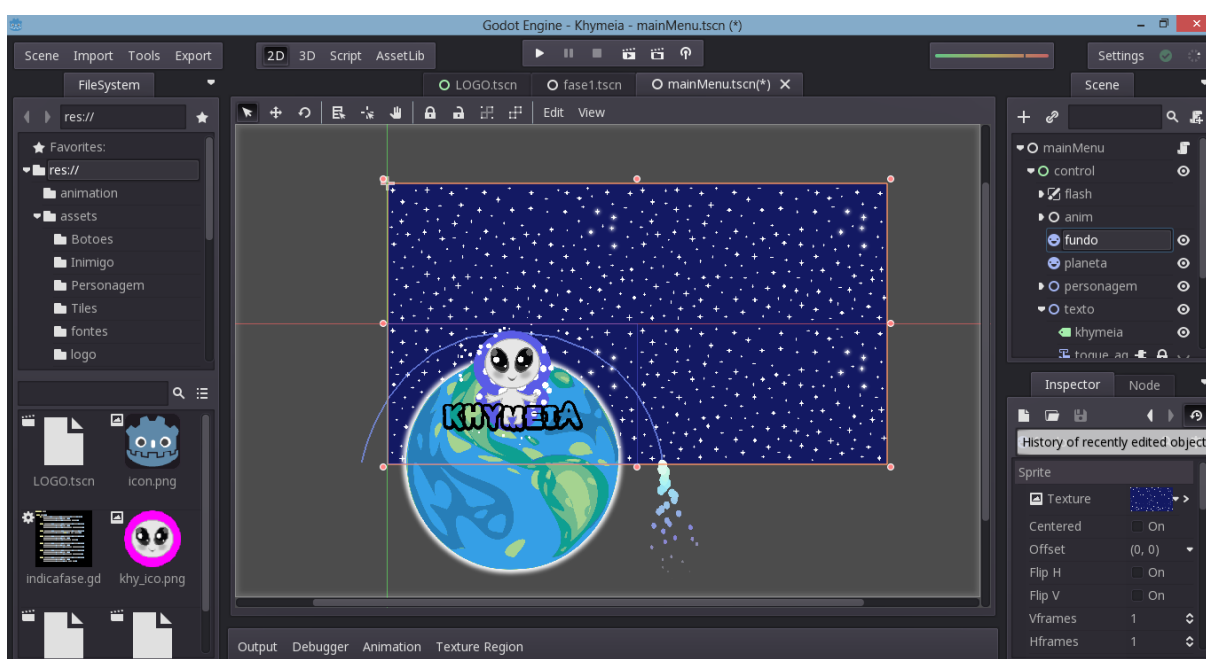 Godot Engine - Khymeia - mainMenu.tscn (*)
Scene Import Tools Export
2D 3D Script AssetLib
Settings
FileSystem
LOGO.tscn
fase1.tscn
mainMenu.tscn(*) X
Scene
res://
Edit View
Favorites:
res://
animation
assets
Botoes
Inimigo
Personagem
Tiles
fontes
logo
KHYMEIA
mainMenu
control
flash
anim
fundo
planeta
personagem
texto
khymeia
toque_aq
LOGO.tscn
icon.png
indicafase.gd
khy_ico.png
Inspector Node
History of recently edited object
Sprite
Texture
Centered On
Offset (0, 0)
Flip H On
Flip V On
Vframes 1
Hframes 1
Output Debugger Animation Texture Region